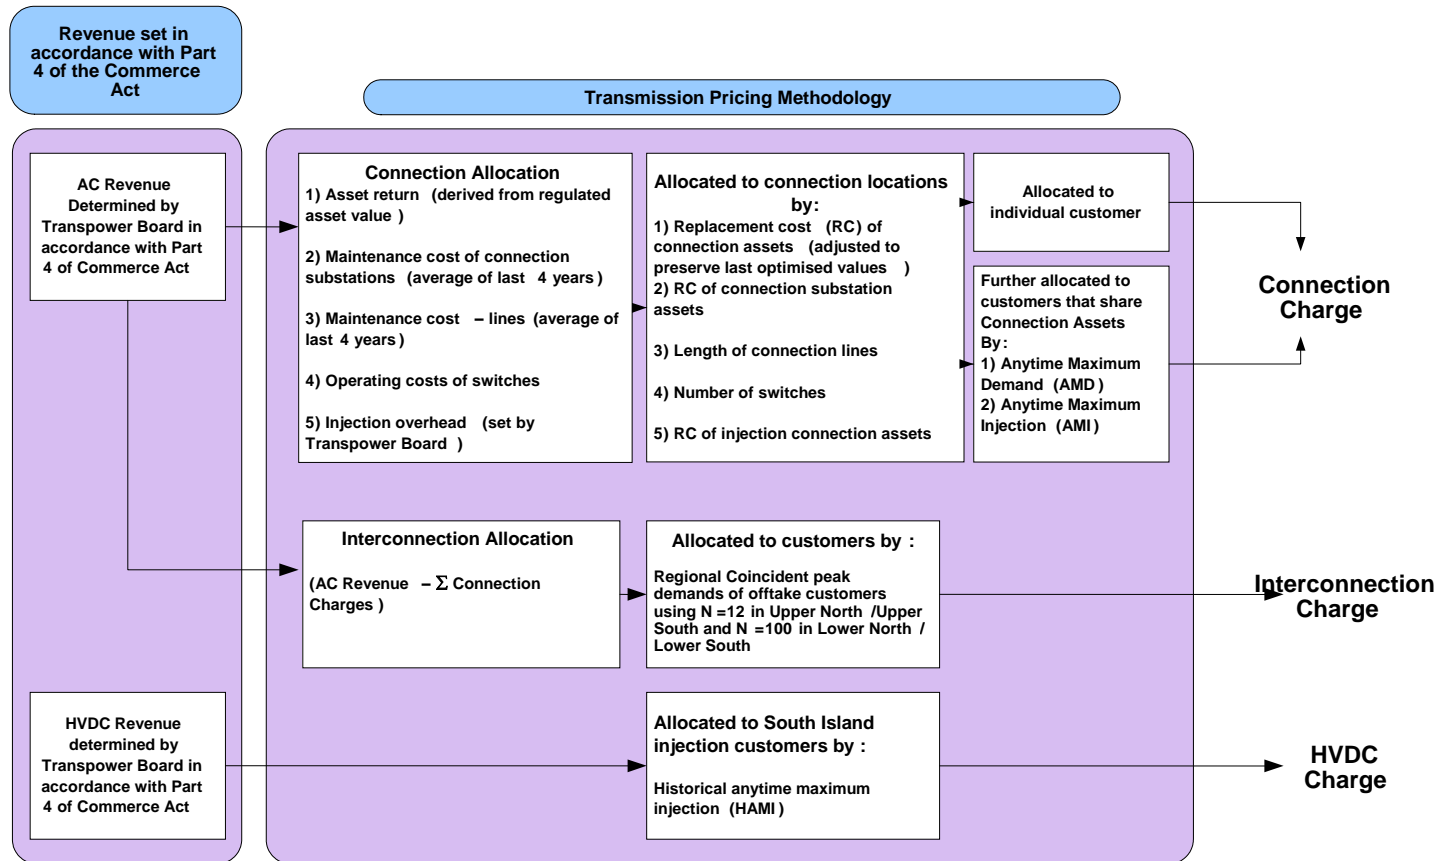 Revenue set in
accordance with Part
4 of the Commerce
Act
Transmission Pricing Methodology
AC Revenue
Determined by
Transpower Board in
accordance with Part
4 of Commerce Act
Connection Allocation
1) Asset return (derived from regulated
asset value )
2) Maintenance cost of connection
substations (average of last 4 years)
3) Maintenance cost – lines (average of
last 4 years)
4) Operating costs of switches
5) Injection overhead (set by
Transpower Board )
Allocated to connection locations
by:
1) Replacement cost (RC) of
connection assets (adjusted to
preserve last optimised values )
2) RC of connection substation
assets
3) Length of connection lines
4) Number of switches
5) RC of injection connection assets
Allocated to
individual customer
Further allocated to
customers that share
Connection Assets
By:
1) Anytime Maximum
Demand (AMD)
2) Anytime Maximum
Injection (AMI)
Connection
Charge
Interconnection Allocation
(AC Revenue – Σ Connection
Charges )
Allocated to customers by :
Regional Coincident peak
demands of offtake customers
using N =12 in Upper North /Upper
South and N =100 in Lower North /
Lower South
Interconnection
Charge
HVDC Revenue
determined by
Transpower Board in
accordance with Part
4 of Commerce Act
Allocated to South Island
injection customers by :
Historical anytime maximum
injection (HAMI)
HVDC
Charge